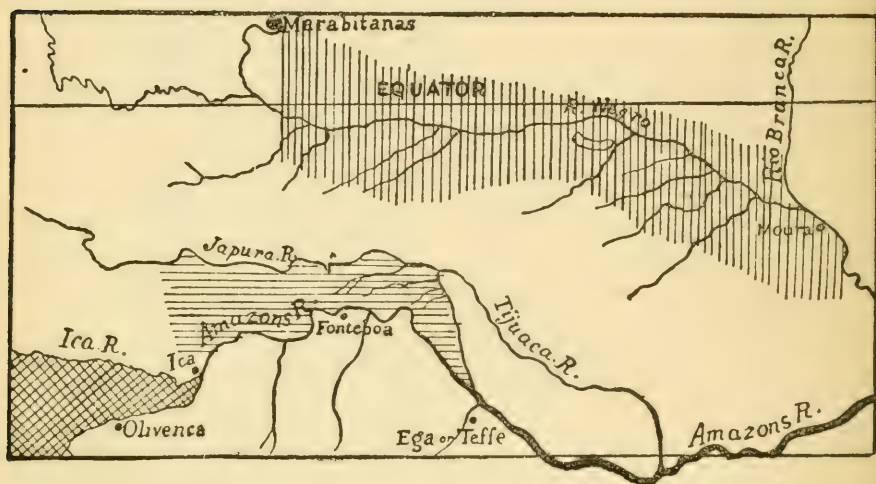 Marabitanas
EQUATOR
R. Negro
Rio Branca R.
Moura
Japura R.
Amazons R.
Fonteboa
Tijuaca R.
Ica R.
Ica
Olivenca
Ega or Teffe
Amazons R.